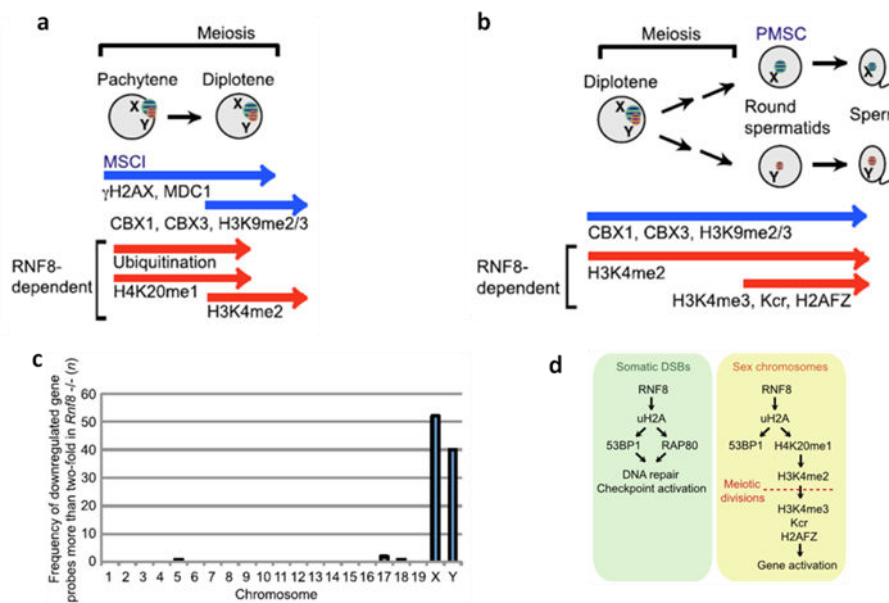 a
Meiosis
Pachytene Diplotene
X
Y
X
Y
MSCI
γH2AX, MDC1
CBX1, CBX3, H3K9me2/3
RNF8-
dependent
Ubiquitination
H4K20me1
H3K4me2
b
PMSC
Meiosis
Diplotene
X
Y
X
X
Round
spermatids
Sperm
Y
Y
CBX1, CBX3, H3K9me2/3
RNF8-
dependent
H3K4me2
H3K4me3, Kcr, H2AFZ
c
Frequency of downregulated gene
probes more than two-fold in Rnf8 -/- (n)
60
50
40
30
20
10
0
1 2 3 4 5 6 7 8 9 10 11 12 13 14 15 16 17 18 19 X Y
Chromosome
d
Somatic DSBs
RNF8
uH2A
53BP1 RAP80
DNA repair
Checkpoint activation
Sex chromosomes
RNF8
uH2A
53BP1 H4K20me1
H3K4me2
Meiotic
divisions
H3K4me3
Kcr
H2AFZ
Gene activation